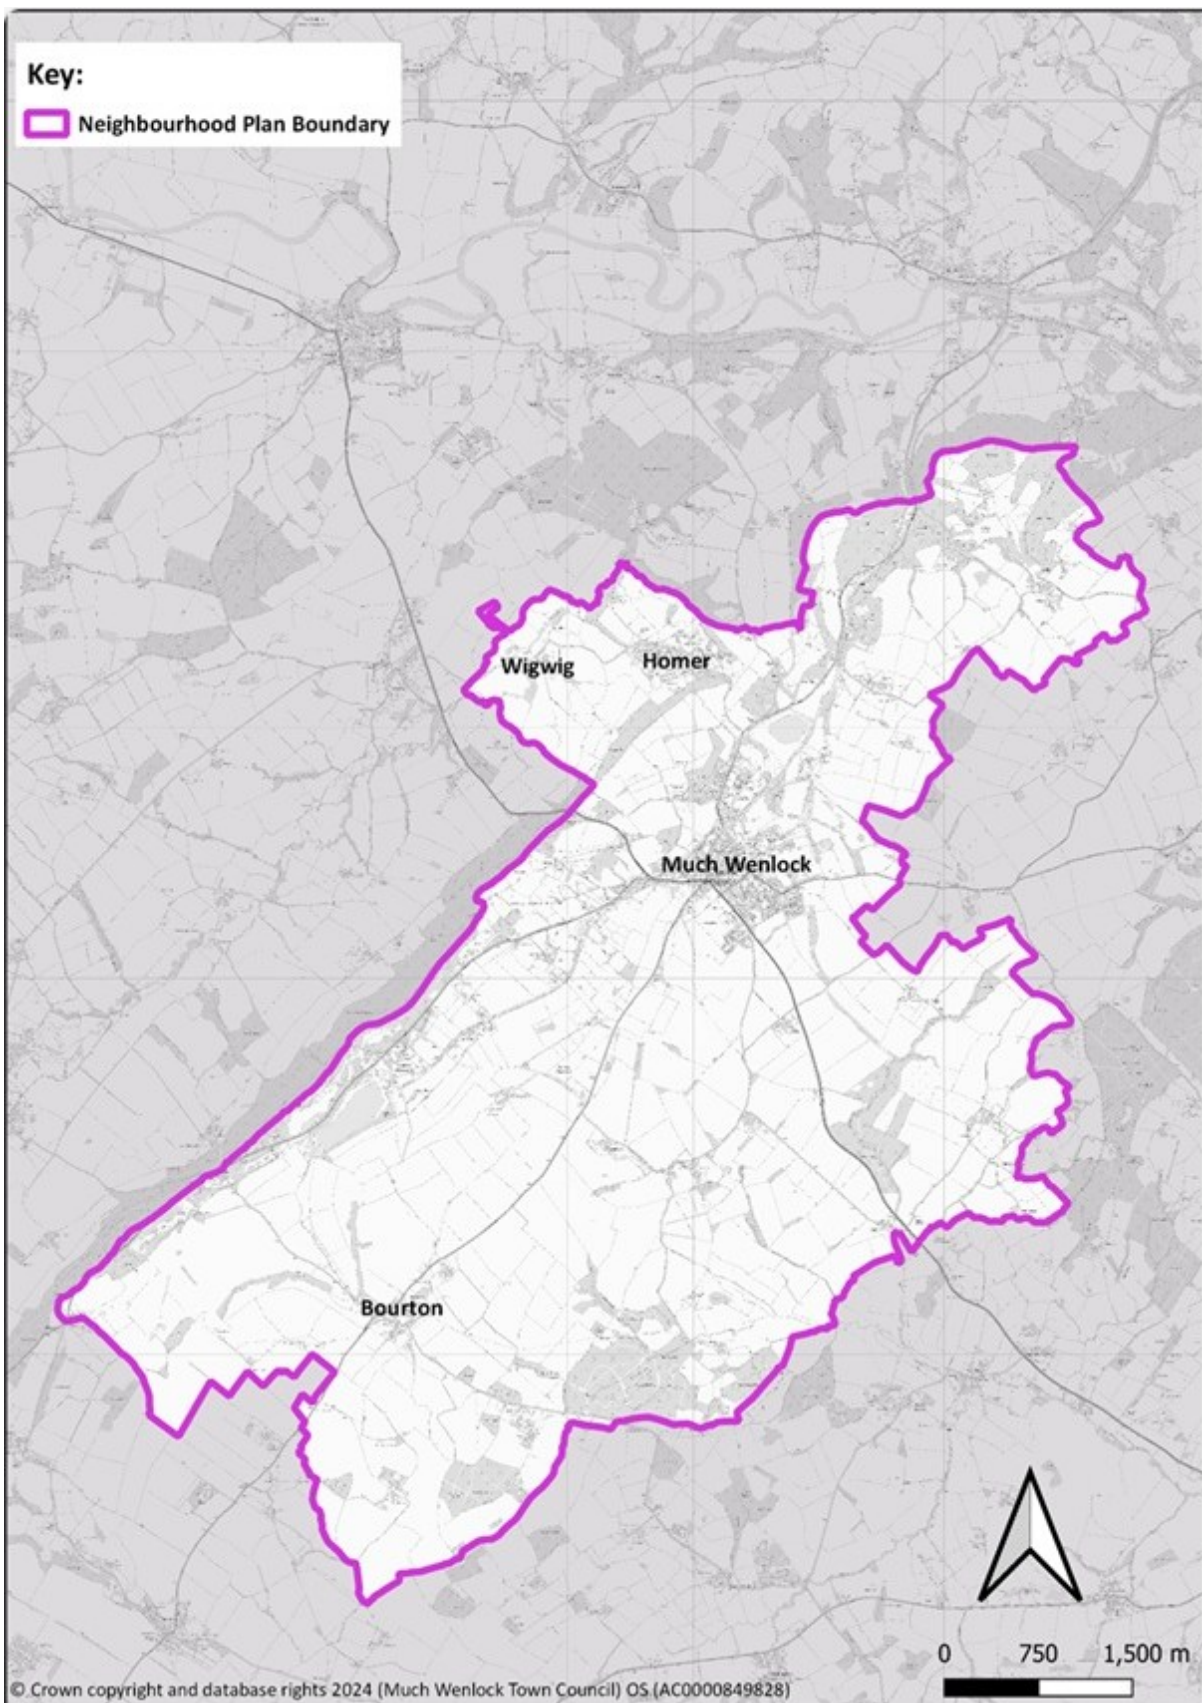 Key:
Neighbourhood Plan Boundary
Wigwig
Homer
Much Wenlock
Bourton
0 750 1,500 m
© Crown copyright and database rights 2024 (Much Wenlock Town Council) OS (AC0000849828)